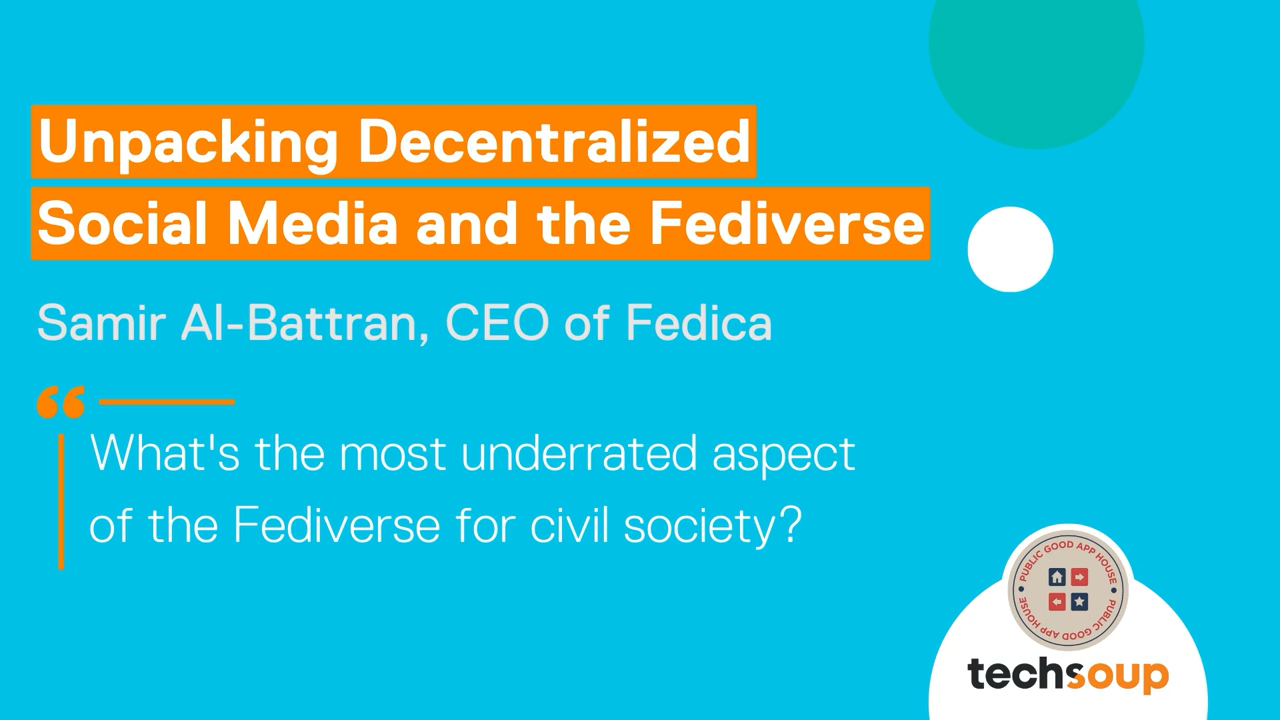 Unpacking Decentralized
Social Media and the Fediverse
Samir Al-Battran, CEO of Fedica
“
What's the most underrated aspect
of the Fediverse for civil society?
PUBLIC GOOD APP HOUSE
PUBLIC GOOD APP HOUSE
techsoup